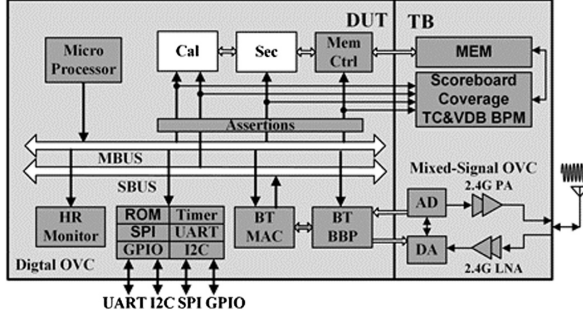 DUT
TB
Micro
Processor
Cal
Sec
Mem
Ctrl
MEM
Scoreboard
Coverage
TC&VDB BPM
Assertions
MBUS
SBUS
Mixed-Signal OVC
2.4G PA
HR
Monitor
ROM Timer
SPI UART
GPIO I2C
BT
MAC
BT
BBP
AD
DA
2.4G LNA
Digtal OVC
UART I2C SPI GPIO